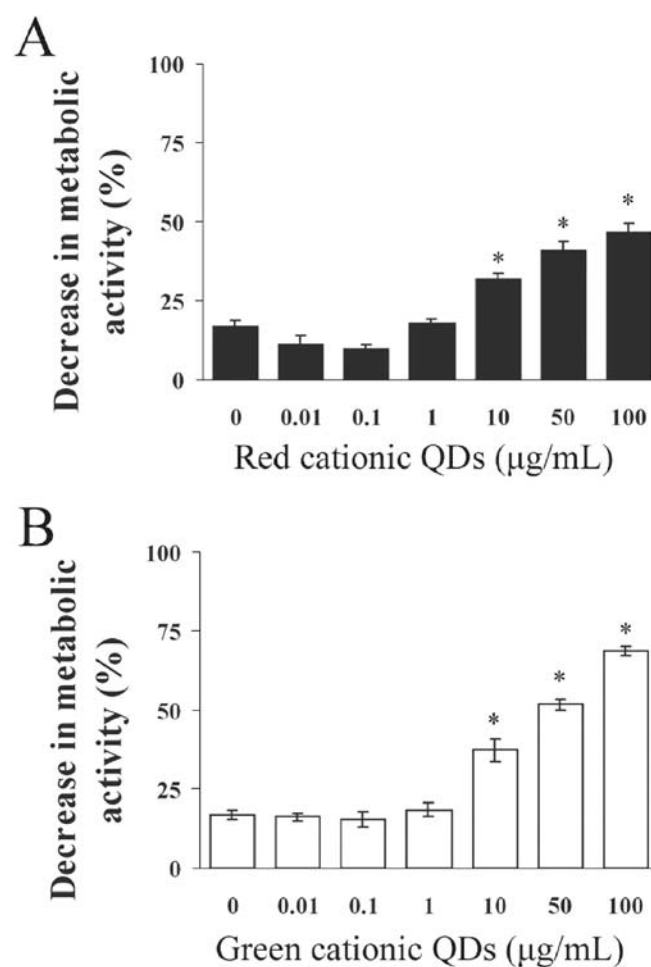 A
Decrease in metabolic
activity (%)
100
75
50
25
0
*
*
*
0 0.01 0.1 1 10 50 100
Red cationic QDs (μg/mL)
B
Decrease in metabolic
activity (%)
100
75
50
25
0
*
*
*
0 0.01 0.1 1 10 50 100
Green cationic QDs (μg/mL)